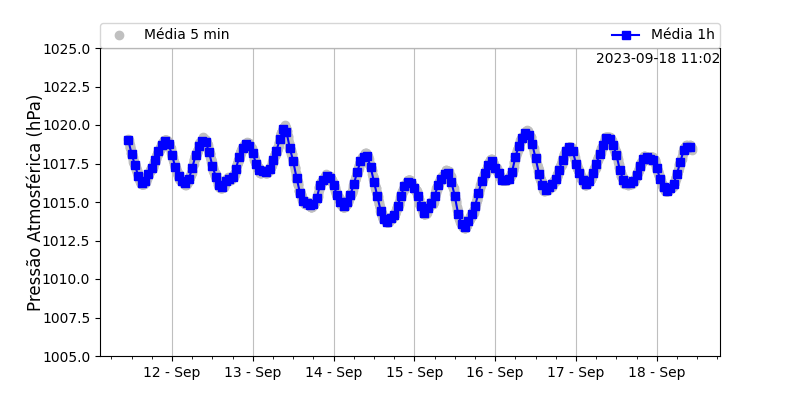 Média 5 min
Média 1h
2023-09-18 11:02
Pressão Atmosférica (hPa)
1025.0
1022.5
1020.0
1017.5
1015.0
1012.5
1010.0
1007.5
1005.0
12 - Sep
13 - Sep
14 - Sep
15 - Sep
16 - Sep
17 - Sep
18 - Sep